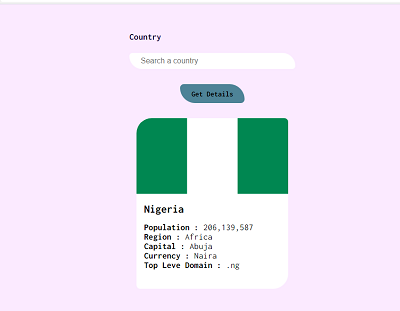 Country
Search a country
Get Details
Nigeria
Population : 206,139,587
Region : Africa
Capital : Abuja
Currency : Naira
Top Leve Domain : .ng